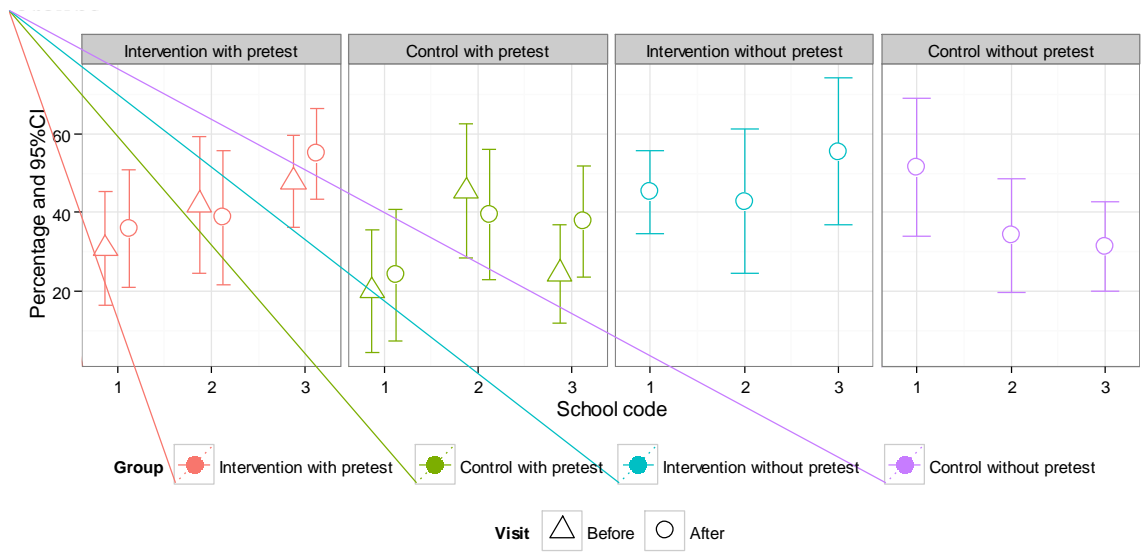 Intervention with pretest
Control with pretest
Intervention without pretest
Control without pretest
Percentage and 95%CI
60
40
20
1 2 3
1 2 3
1 2 3
1 2 3
School code
Group Intervention with pretest Control with pretest Intervention without pretest Control without pretest
Visit Before After